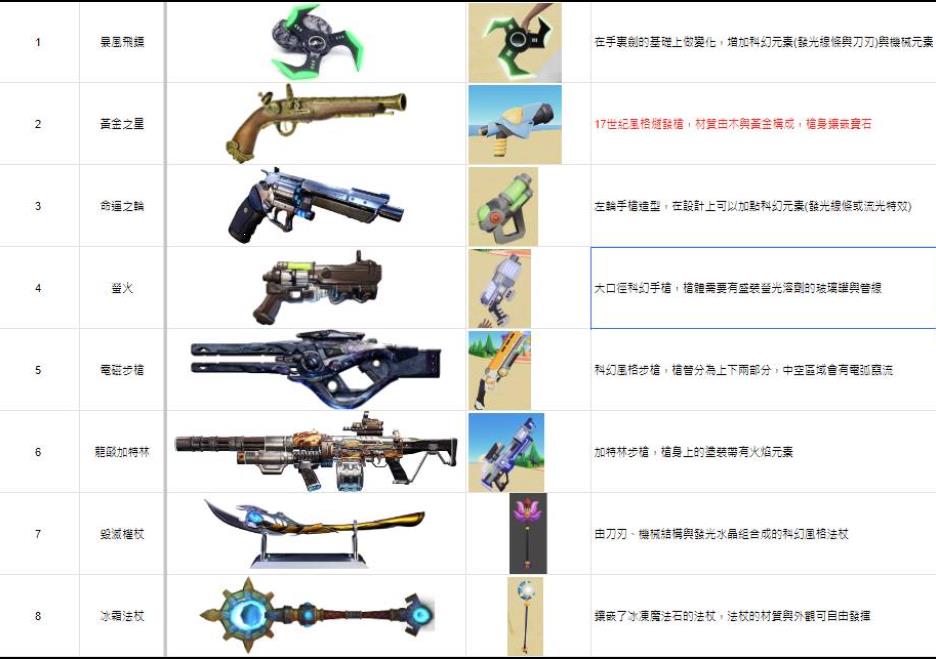 1 暴風飛鏢 在手裏劍的基礎上做變化，增加科幻元素(發光線條與刀刃)與機械元素
2 黃金之星 17世紀風格燧發槍，材質由木與黃金構成，槍身鑲嵌寶石
3 命運之輪 左輪手槍造型，在設計上可以加點科幻元素(發光線條或流光特效)
4 螢火 大口徑科幻手槍，槍體需要有盛裝螢光溶劑的玻璃罐與管線
5 電磁步槍 科幻風格步槍，槍管分為上下兩部分，中空區域會有電弧竄流
6 龍欿加特林 加特林步槍，槍身上的塗裝帶有火焰元素
7 毀滅權杖 由刀刃、機械結構與發光水晶組合成的科幻風格法杖
8 冰霜法杖 鑲嵌了冰凍魔法石的法杖，法杖的材質與外觀可自由發揮